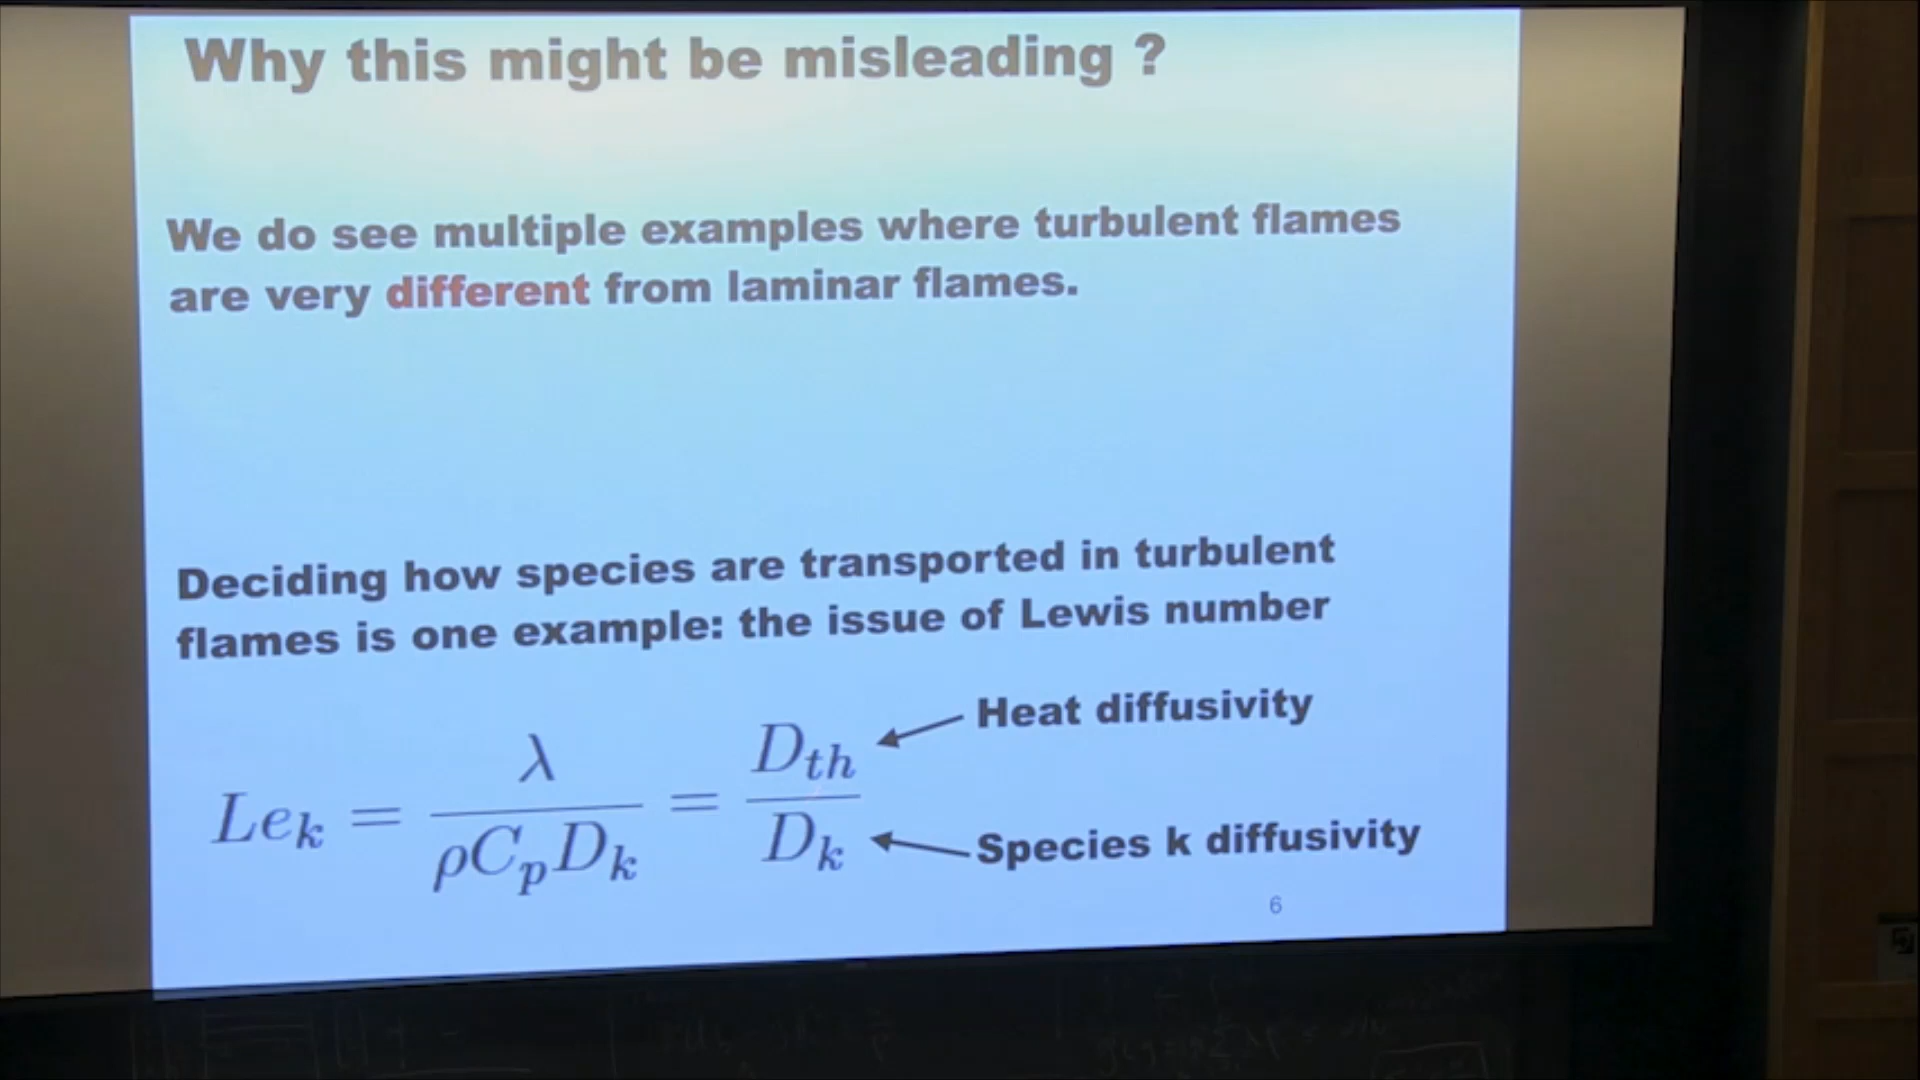 Why this might be misleading ?
We do see multiple examples where turbulent flames
are very different from laminar flames.
Deciding how species are transported in turbulent
flames is one example: the issue of Lewis number
Le_k = λ / (ρC_pD_k) = D_th / D_k
Heat diffusivity
Species k diffusivity
6